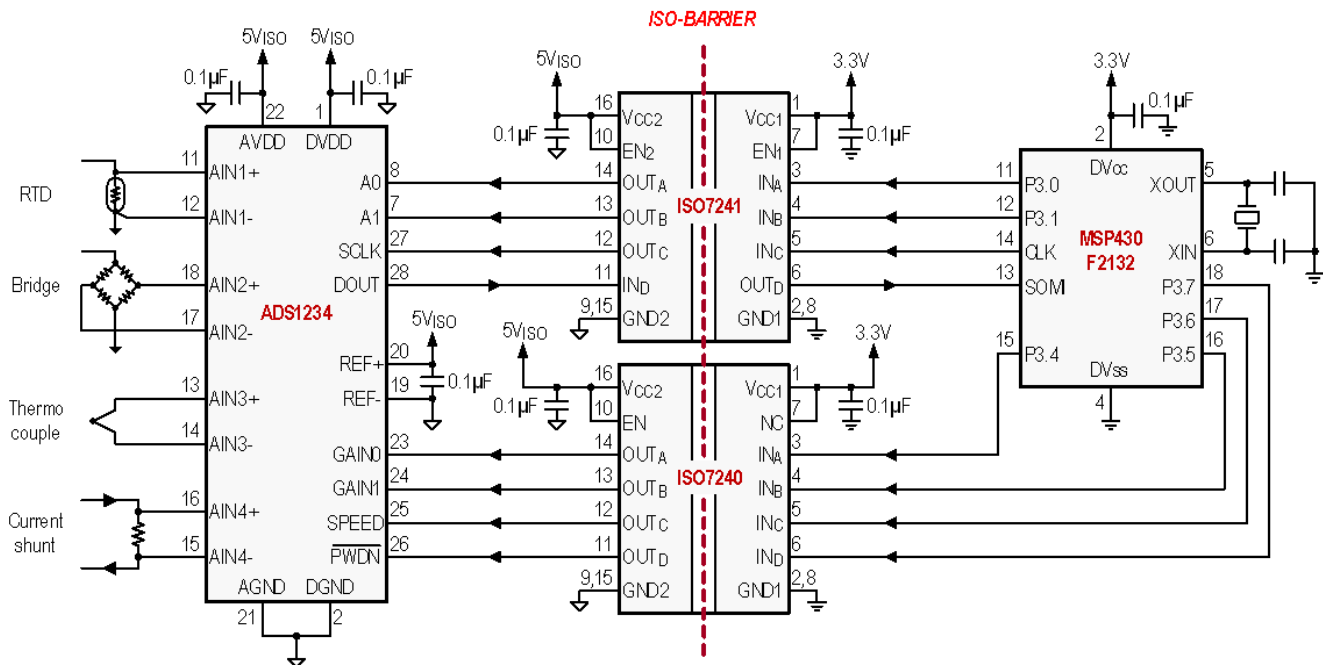 ISO-BARRIER
5VISO
5VISO
0.1µF
0.1µF
22
1
AVDD
DVDD
RTD
11
AIN1+
12
AIN1-
Bridge
18
AIN2+
17
AIN2-
Thermo
couple
13
AIN3+
14
AIN3-
Current
shunt
16
AIN4+
15
AIN4-
ADS1234
A0
8
A1
7
SCLK
27
DOUT
28
REF+
20
REF-
19
5VISO
0.1µF
GAIN0
23
GAIN1
24
SPEED
25
PWDN
26
AGND
DGND
21
2
5VISO
0.1µF
16
VCC2
10
EN2
14
OUTA
13
OUTB
12
OUTC
11
IND
9,15
GND2
ISO7241
3.3V
0.1µF
VCC1
1
EN1
7
INA
3
INB
4
INC
5
OUTD
6
GND1
2,8
5VISO
0.1µF
16
VCC2
10
EN
14
OUTA
13
OUTB
12
OUTC
11
OUTD
9,15
GND2
ISO7240
3.3V
0.1µF
VCC1
1
NC
7
INA
3
INB
4
INC
5
IND
6
GND1
2,8
3.3V
0.1µF
2
DVCC
11
P3.0
12
P3.1
14
CLK
13
SOMI
15
P3.4
MSP430
F2132
XOUT
5
XIN
6
P3.7
18
P3.6
17
P3.5
16
DVSS
4